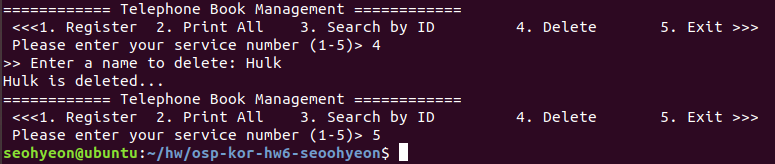 ============ Telephone Book Management ============
<<<1. Register  2. Print All    3. Search by ID         4. Delete       5. Exit >>>
Please enter your service number (1-5)> 4
>> Enter a name to delete: Hulk
Hulk is deleted...
============ Telephone Book Management ============
<<<1. Register  2. Print All    3. Search by ID         4. Delete       5. Exit >>>
Please enter your service number (1-5)> 5
seohyeon@ubuntu:~/hw/osp-kor-hw6-seoohyeon$